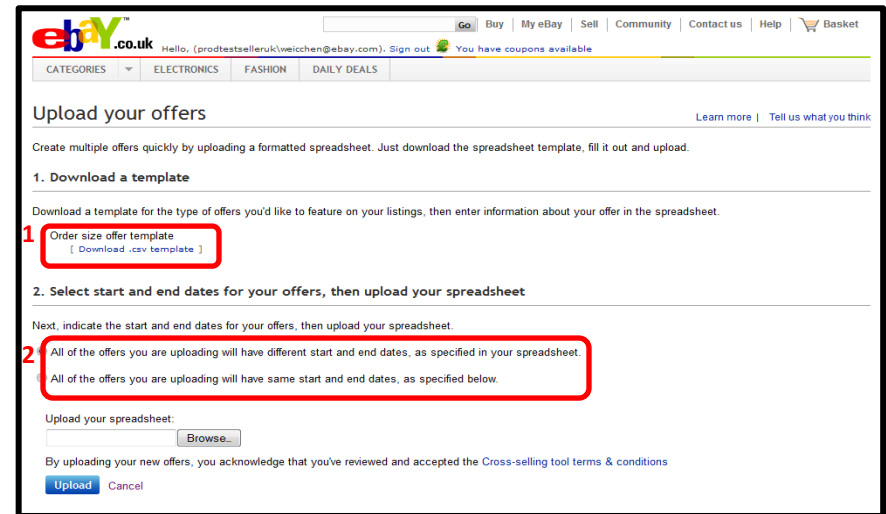 ebay™.co.uk
Go Buy | My eBay | Sell | Community | Contact us | Help | Basket
Hello, (prodtestselleruk\weicchen@ebay.com). Sign out You have coupons available
CATEGORIES ELECTRONICS FASHION DAILY DEALS
Upload your offers
Learn more | Tell us what you think
Create multiple offers quickly by uploading a formatted spreadsheet. Just download the spreadsheet template, fill it out and upload.
1. Download a template
Download a template for the type of offers you'd like to feature on your listings, then enter information about your offer in the spreadsheet.
1 Order size offer template
[ Download .csv template ]
2. Select start and end dates for your offers, then upload your spreadsheet
Next, indicate the start and end dates for your offers, then upload your spreadsheet.
2 All of the offers you are uploading will have different start and end dates, as specified in your spreadsheet.
All of the offers you are uploading will have same start and end dates, as specified below.
Upload your spreadsheet:
Browse_
By uploading your new offers, you acknowledge that you've reviewed and accepted the Cross-selling tool terms & conditions
Upload Cancel